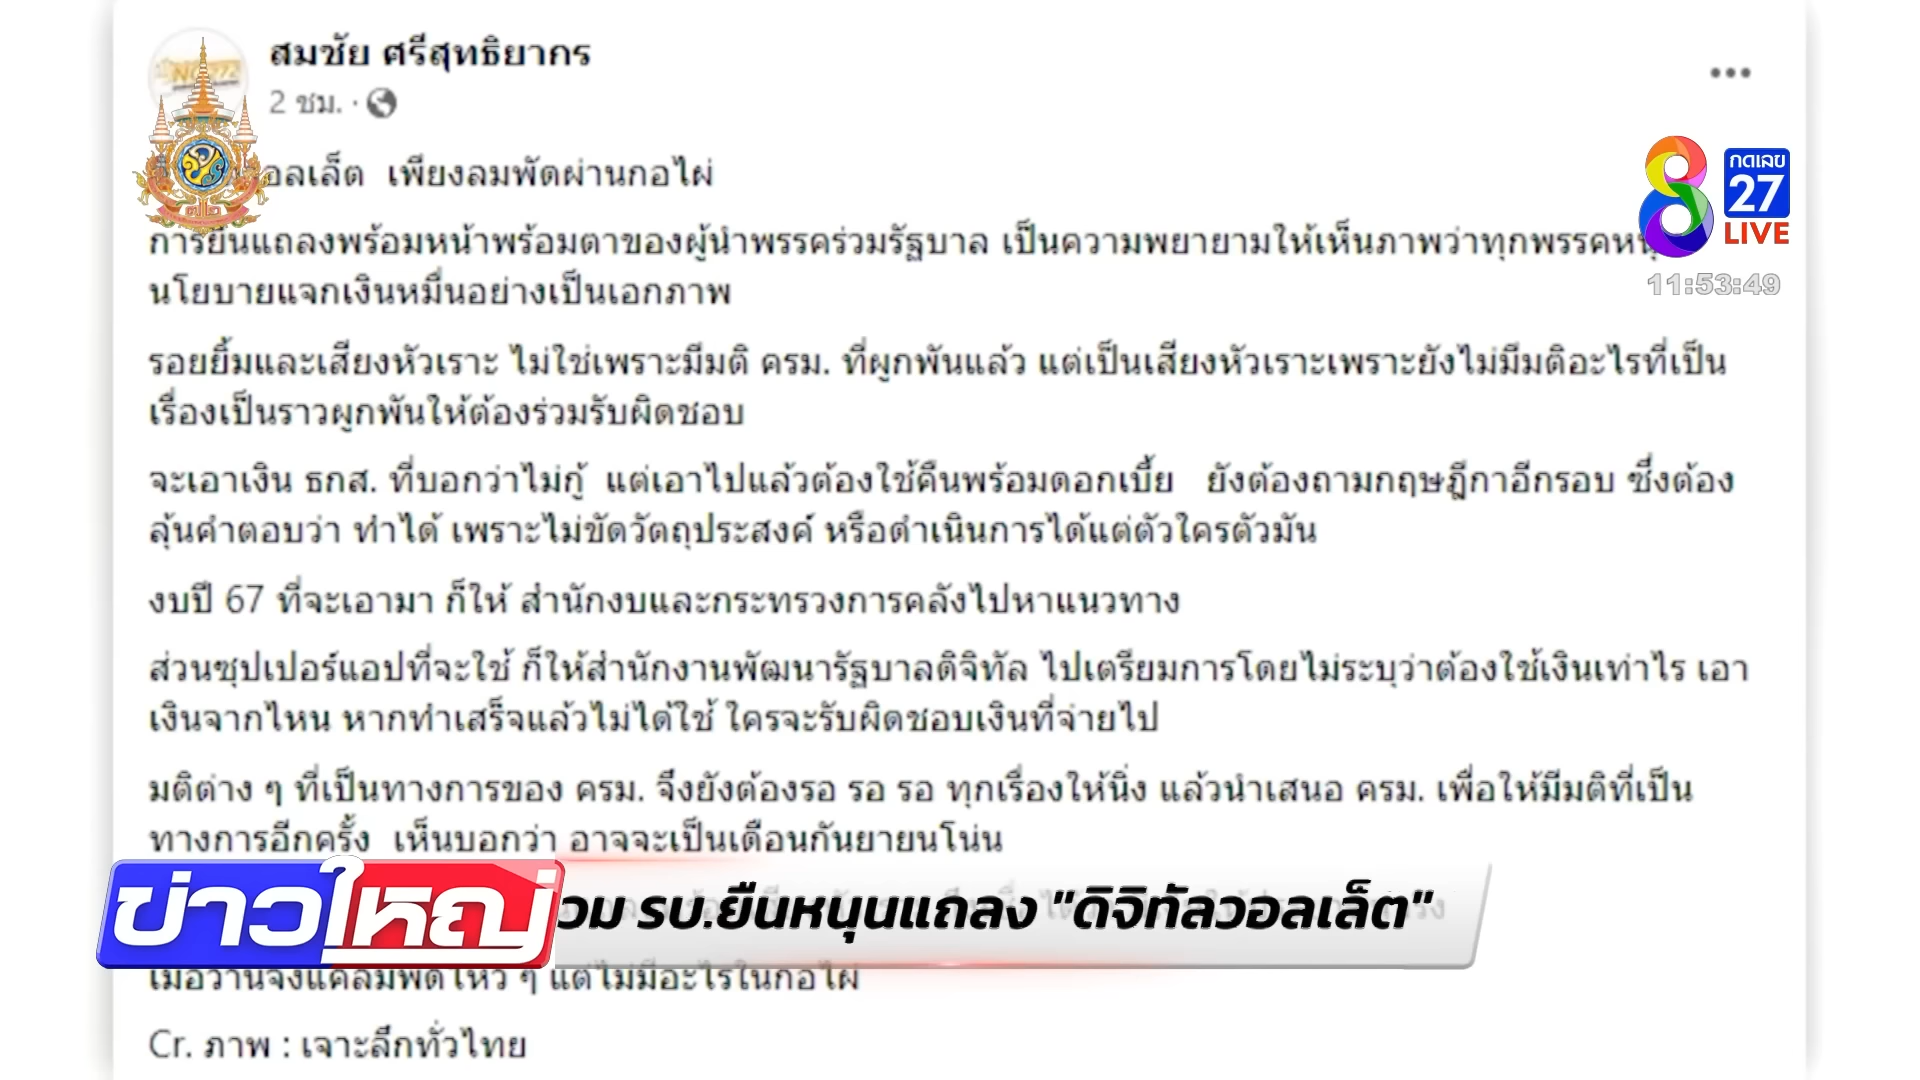 สมชัย ศรีสุทธิยากร
2 ชม.
อลเล็ต เพียงลมพัดผ่านกอไผ่
การยืนแถลงพร้อมหน้าพร้อมตาของผู้นำพรรคร่วมรัฐบาล เป็นความพยายามให้เห็นภาพว่าทุกพรรคหนุ
นโยบายแจกเงินหมื่นอย่างเป็นเอกภาพ
รอยยิ้มและเสียงหัวเราะ ไม่ใช่เพราะมีมติ ครม. ที่ผูกพันแล้ว แต่เป็นเสียงหัวเราะเพราะยังไม่มีมติอะไรที่เป็น
เรื่องเป็นราวผูกพันให้ต้องร่วมรับผิดชอบ
จะเอาเงิน ธกส. ที่บอกว่าไม่กู้ แต่เอาไปแล้วต้องใช้คืนพร้อมดอกเบี้ย ยังต้องถามกฤษฎีกาอีกรอบ ซึ่งต้อง
ลุ้นคำตอบว่า ทำได้ เพราะไม่ขัดวัตถุประสงค์ หรือดำเนินการได้แต่ตัวใครตัวมัน
งบปี 67 ที่จะเอามา ก็ให้ สำนักงบและกระทรวงการคลังไปหาแนวทาง
ส่วนซุปเปอร์แอปที่จะใช้ ก็ให้สำนักงานพัฒนารัฐบาลดิจิทัล ไปเตรียมการโดยไม่ระบุว่าต้องใช้เงินเท่าไร เอา
เงินจากไหน หากทำเสร็จแล้วไม่ได้ใช้ ใครจะรับผิดชอบเงินที่จ่ายไป
มติต่าง ๆ ที่เป็นทางการของ ครม. จึงยังต้องรอ รอ รอ ทุกเรื่องให้นิ่ง แล้วนำเสนอ ครม. เพื่อให้มีมติที่เป็น
ทางการอีกครั้ง เห็นบอกว่า อาจจะเป็นเดือนกันยายนโน่น
เมื่อวานจึงแค่ลมพัดไหว ๆ แต่ไม่มีอะไรในกอไผ่
Cr. ภาพ : เจาะลึกทั่วไทย
ข่าวใหญ่
วม รบ.ยืนหนุนแถลง "ดิจิทัลวอลเล็ต"
8
กดเลข
27
LIVE
11:53:49
๗๒